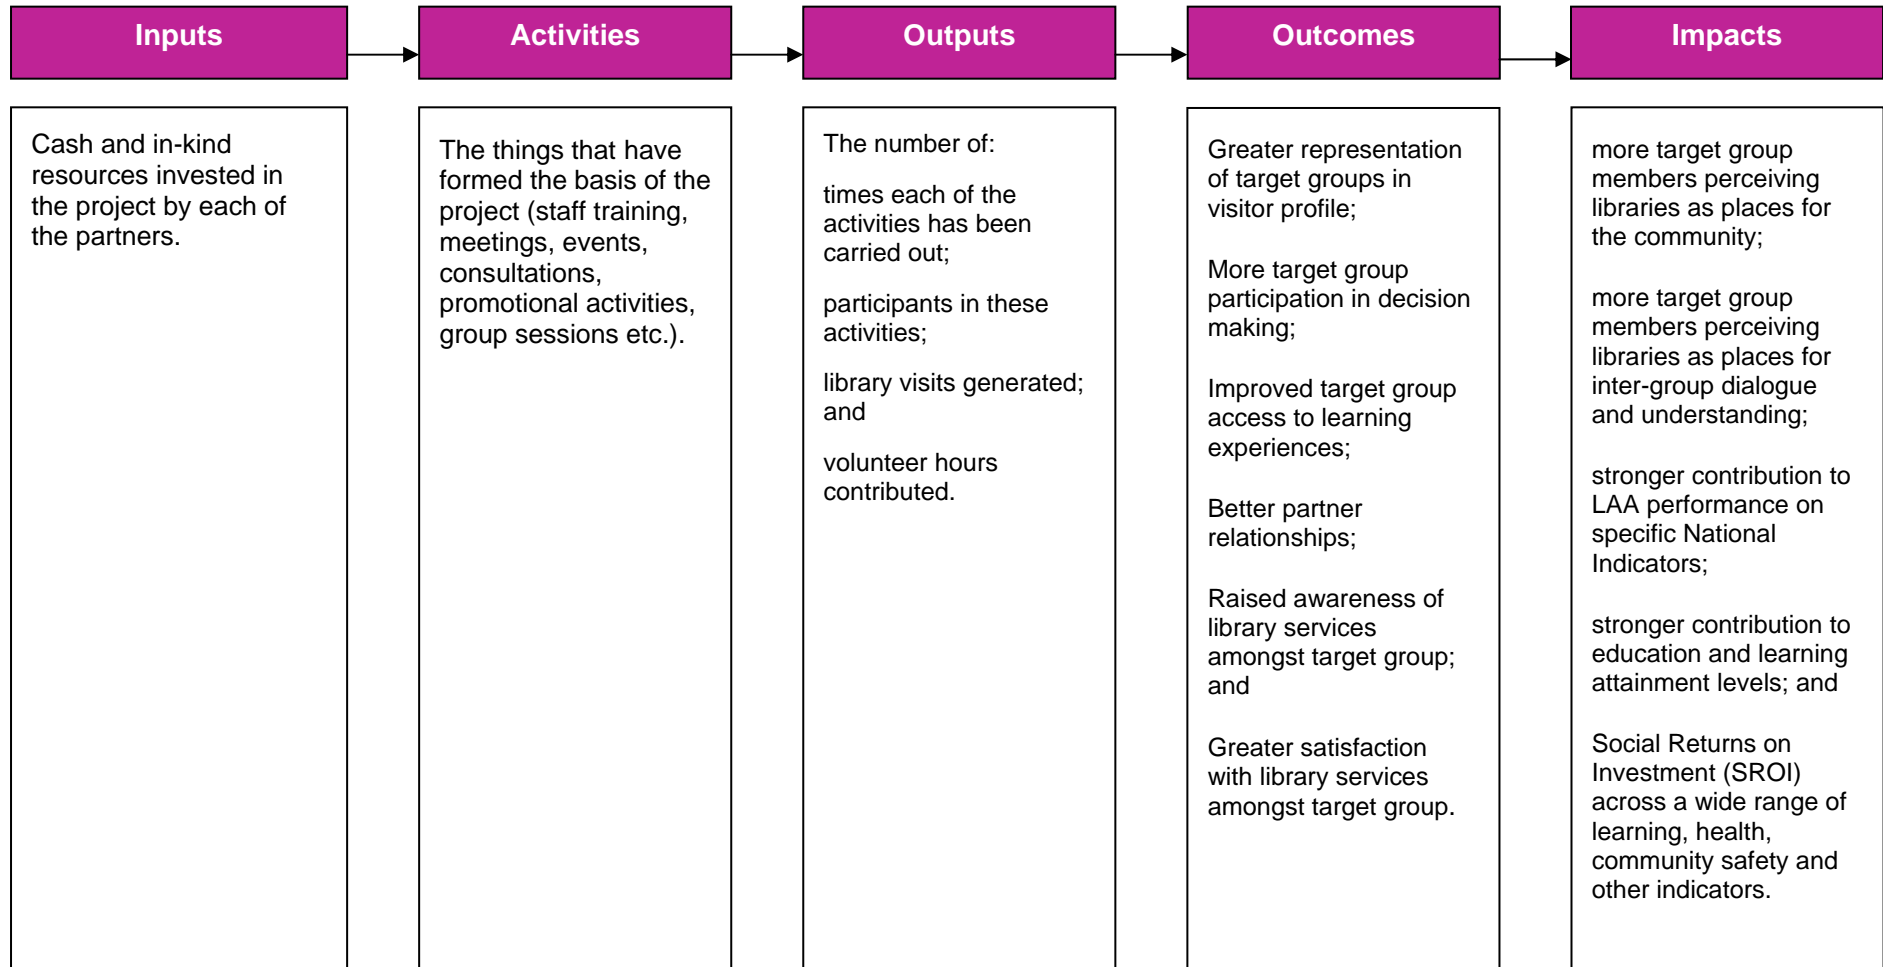 Inputs
Activities
Outputs
Outcomes
Impacts
Cash and in-kind
resources invested in
the project by each of
the partners.
The things that have
formed the basis of the
project (staff training,
meetings, events,
consultations,
promotional activities,
group sessions etc.).
The number of:
times each of the
activities has been
carried out;
participants in these
activities;
library visits generated;
and
volunteer hours
contributed.
Greater representation
of target groups in
visitor profile;
More target group
participation in decision
making;
Improved target group
access to learning
experiences;
Better partner
relationships;
Raised awareness of
library services
amongst target group;
and
Greater satisfaction
with library services
amongst target group.
more target group
members perceiving
libraries as places for
the community;
more target group
members perceiving
libraries as places for
inter-group dialogue
and understanding;
stronger contribution to
LAA performance on
specific National
Indicators;
stronger contribution to
education and learning
attainment levels; and
Social Returns on
Investment (SROI)
across a wide range of
learning, health,
community safety and
other indicators.